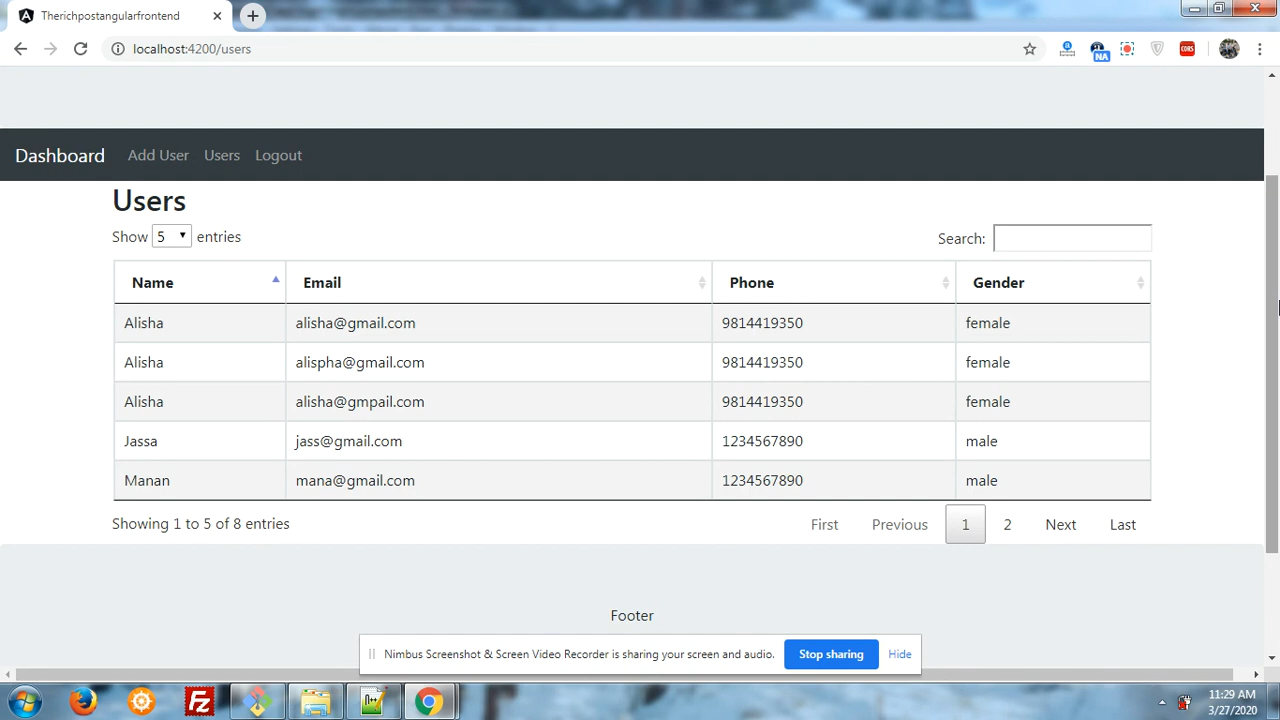 Therichpostangularfrontend
localhost:4200/users
NA
CORS
Dashboard Add User Users Logout
Users
Show 5 entries
Search:
Name Email Phone Gender
Alisha alisha@gmail.com 9814419350 female
Alisha alispha@gmail.com 9814419350 female
Alisha alisha@gmpail.com 9814419350 female
Jassa jass@gmail.com 1234567890 male
Manan mana@gmail.com 1234567890 male
Showing 1 to 5 of 8 entries
First Previous 1 2 Next Last
Footer
Nimbus Screenshot & Screen Video Recorder is sharing your screen and audio. Stop sharing Hide
11:29 AM
3/27/2020